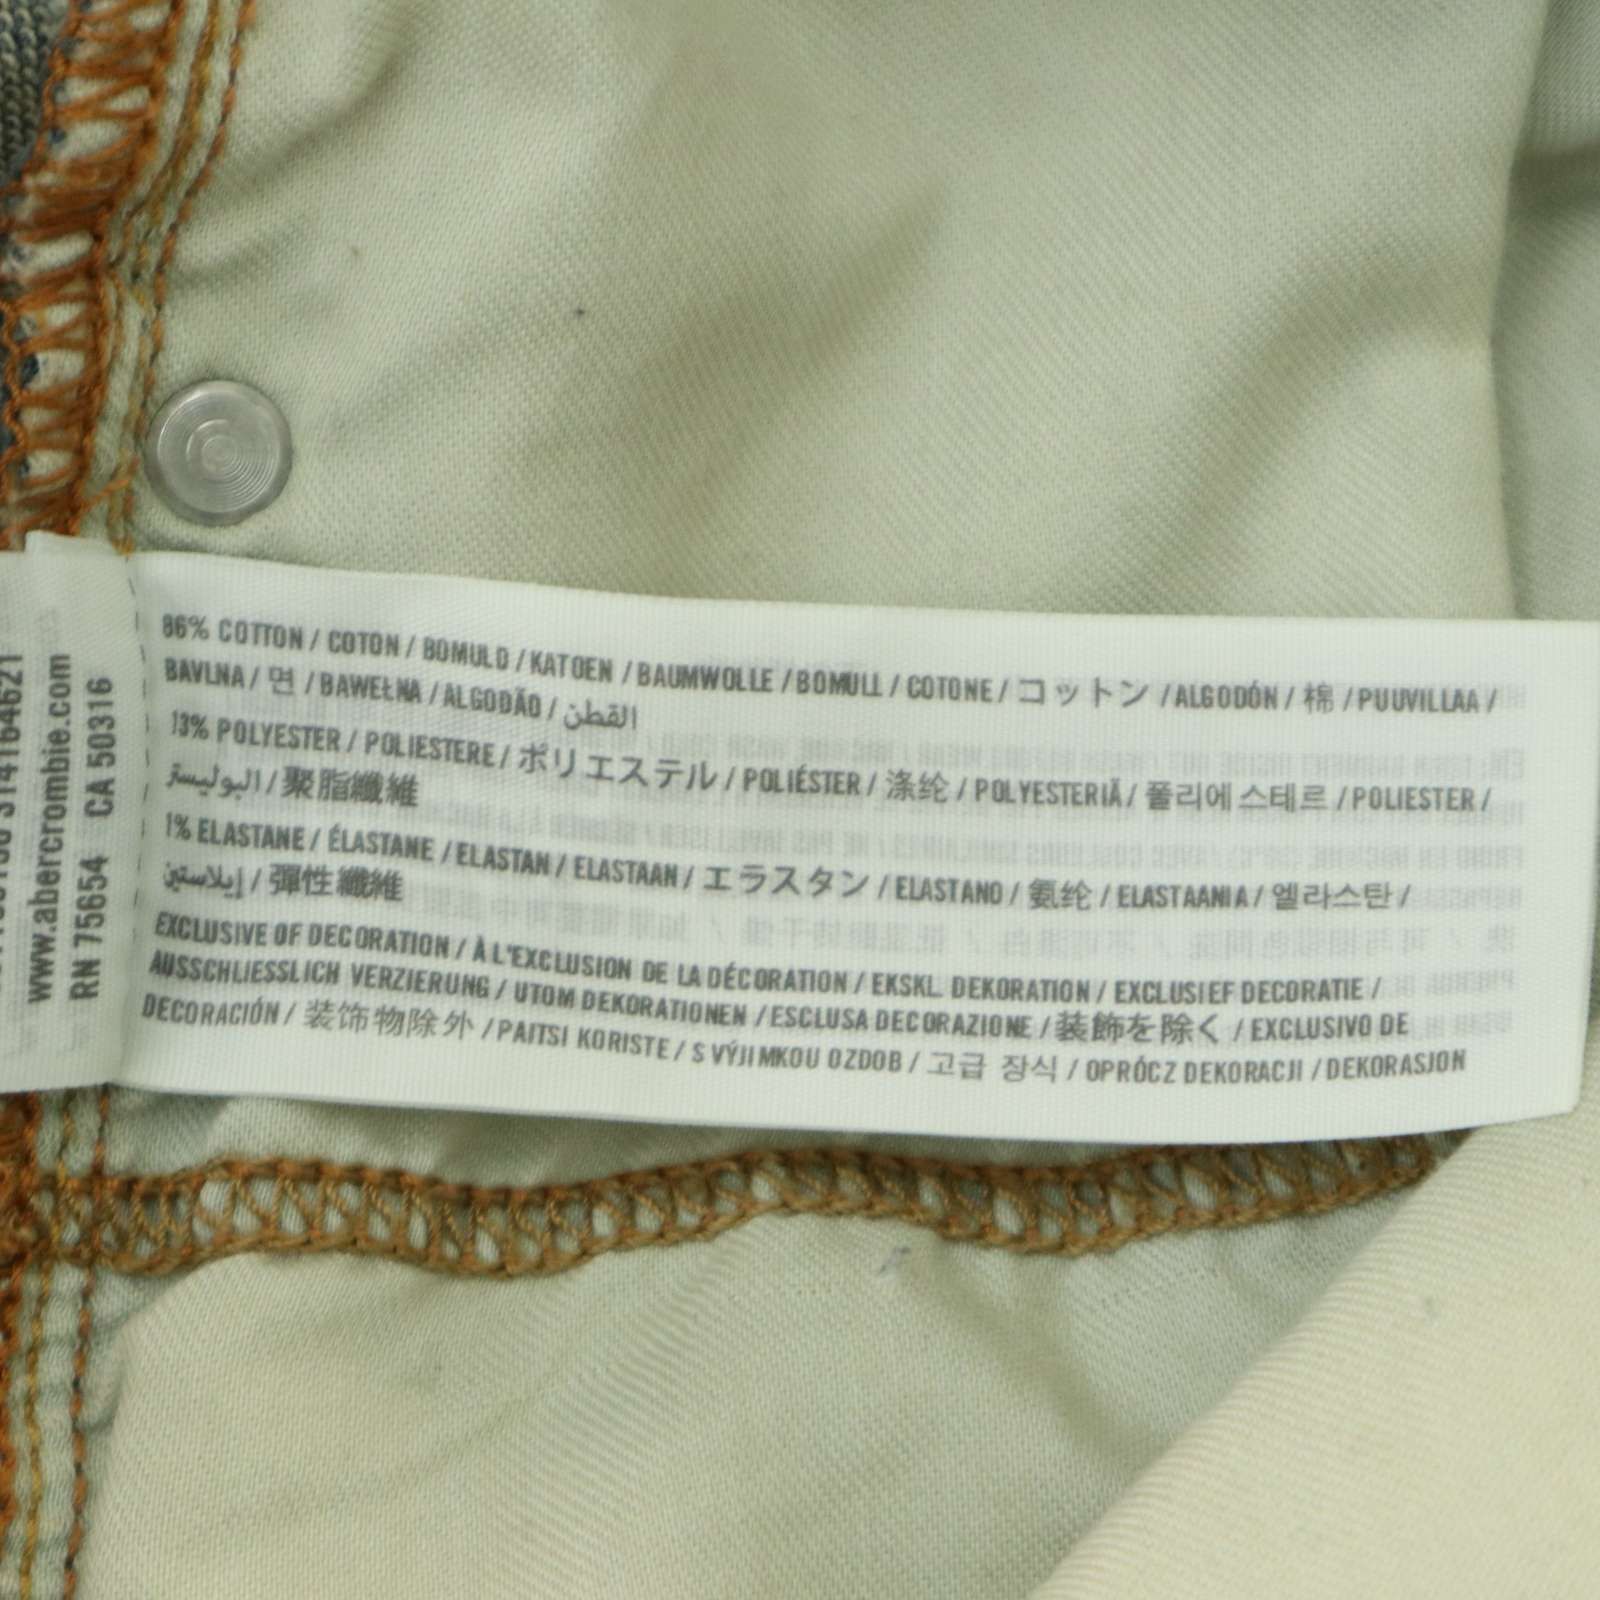 86% COTTON / COTON / BOMULD / KATOEN / BAUMWOLLE / BOMULL / COTONE / コットン / ALGODÓN / 棉 / PUUVILLAA /
BAVLNA / 면 / BAWEŁNA / ALGODÃO / القطن
13% POLYESTER / POLIESTERE / ポリエステル / POLIÉSTER / 涤纶 / POLYESTERIÄ / 폴리에 스테르 / POLIESTER /
البوليستر / 聚脂纖維
1% ELASTANE / ÉLASTANE / ELASTAN / ELASTAAN / エラスタン / ELASTANO / 氨纶 / ELASTAANIA / 엘라스탄 /
إيلاستين / 彈性纖維
EXCLUSIVE OF DECORATION / À L'EXCLUSION DE LA DÉCORATION / EKSKL. DEKORATION / EXCLUSIEF DECORATIE /
AUSSCHLIESSLICH VERZIERUNG / UTOM DEKORATIONEN / ESCLUSA DECORAZIONE / 装飾を除く / EXCLUSIVO DE
DECORACIÓN / 装饰物除外 / PAITSI KORISTE / S VÝJIMKOU OZDOB / 고급 장식 / OPRÓCZ DEKORACJI / DEKORASJON
www.abercrombie.com
RN 75654 CA 50316